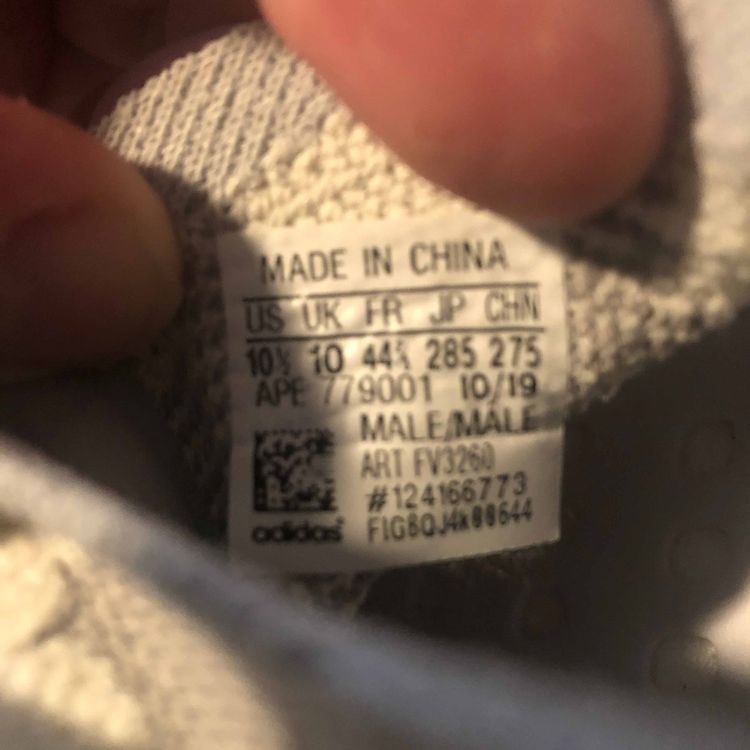 MADE IN CHINA
US UK FR JP CHN
10½ 10 44⅔ 285 275
APE 779001 10/19
MALE/MALE
ART FV3260
#124166773
adidas